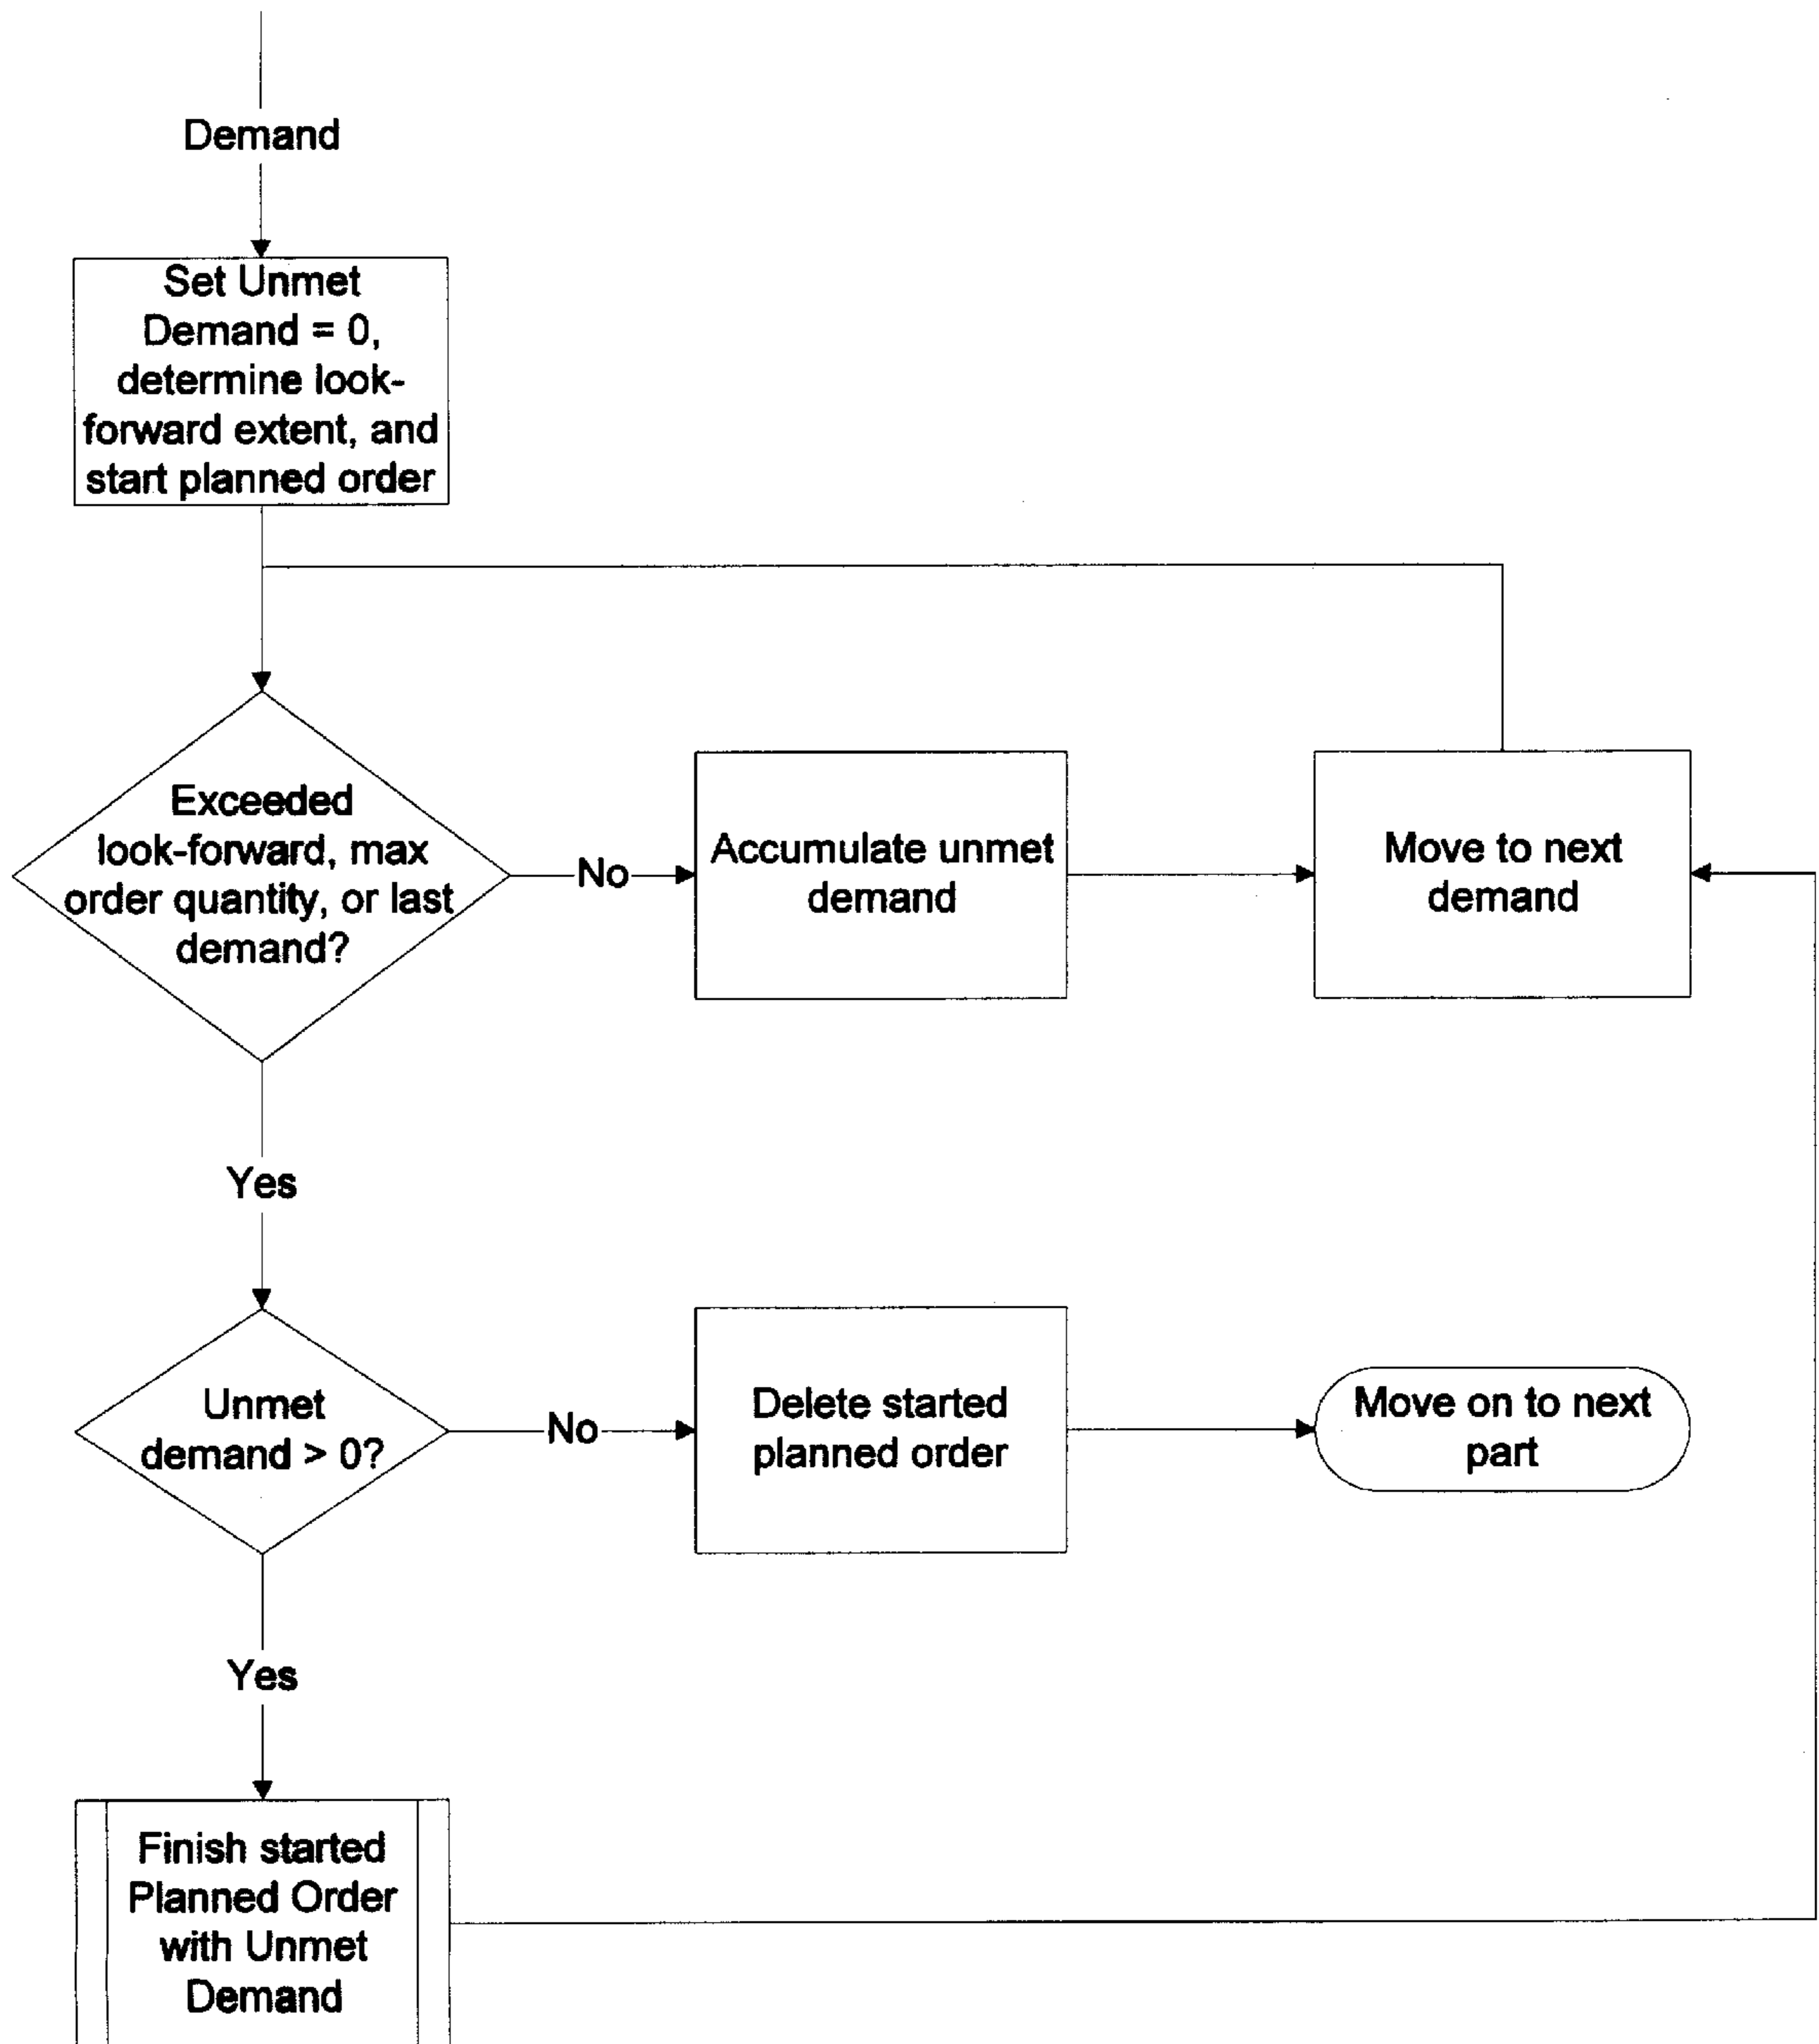 Demand
Set Unmet
Demand = 0,
determine look-
forward extent, and
start planned order
Exceeded
look-forward, max
order quantity, or last
demand?
No
Accumulate unmet
demand
Move to next
demand
Yes
Unmet
demand > 0?
No
Delete started
planned order
Move on to next
part
Yes
Finish started
Planned Order
with Unmet
Demand